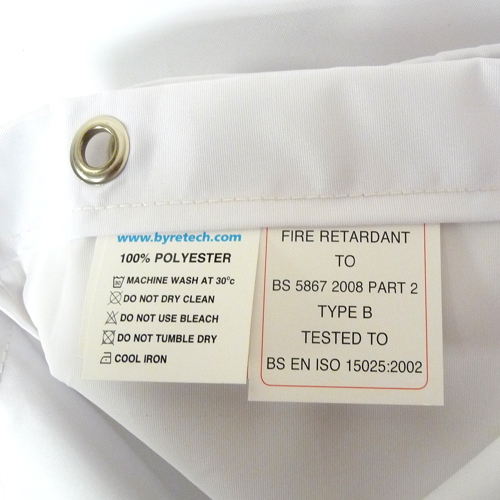 www.byretech.com
100% POLYESTER
MACHINE WASH AT 30°c
DO NOT DRY CLEAN
DO NOT USE BLEACH
DO NOT TUMBLE DRY
COOL IRON
FIRE RETARDANT
TO
BS 5867 2008 PART 2
TYPE B
TESTED TO
BS EN ISO 15025:2002